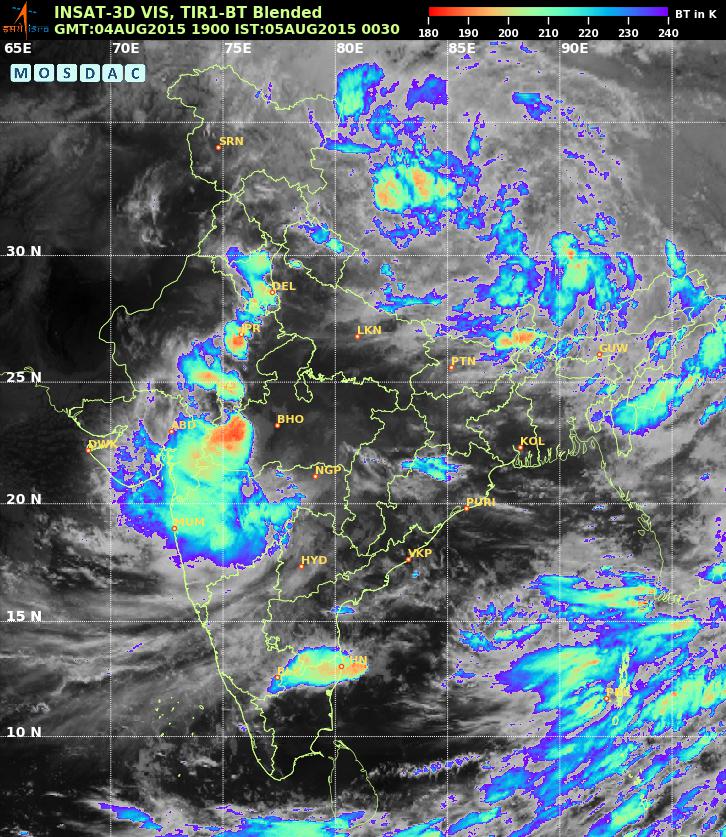 INSAT-3D VIS, TIR1-BT Blended
GMT:04AUG2015 1900 IST:05AUG2015 0030
BT in K
180 190 200 210 220 230 240
65E 70E 75E 80E 85E 90E
MOSDAC
SRN
30 N
DEL
LKN
GUW
PTN
25 N
ABD
BHO
DWK
KOL
NGP
20 N
PURI
MUM
HYD
VKP
15 N
10 N